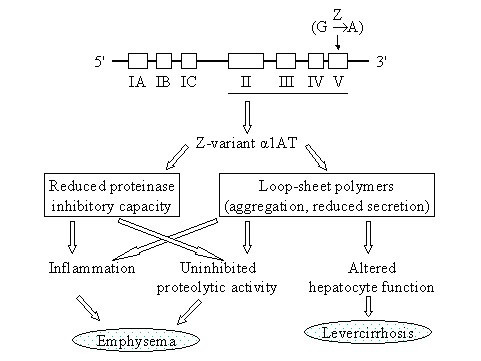 Z
(G →A)
5' 3'
IA IB IC II III IV V
Z-variant α1AT
Reduced proteinase
inhibitory capacity
Loop-sheet polymers
(aggregation, reduced secretion)
Inflammation
Uninhibited
proteolytic activity
Altered
hepatocyte function
Emphysema
Levercirrhosis